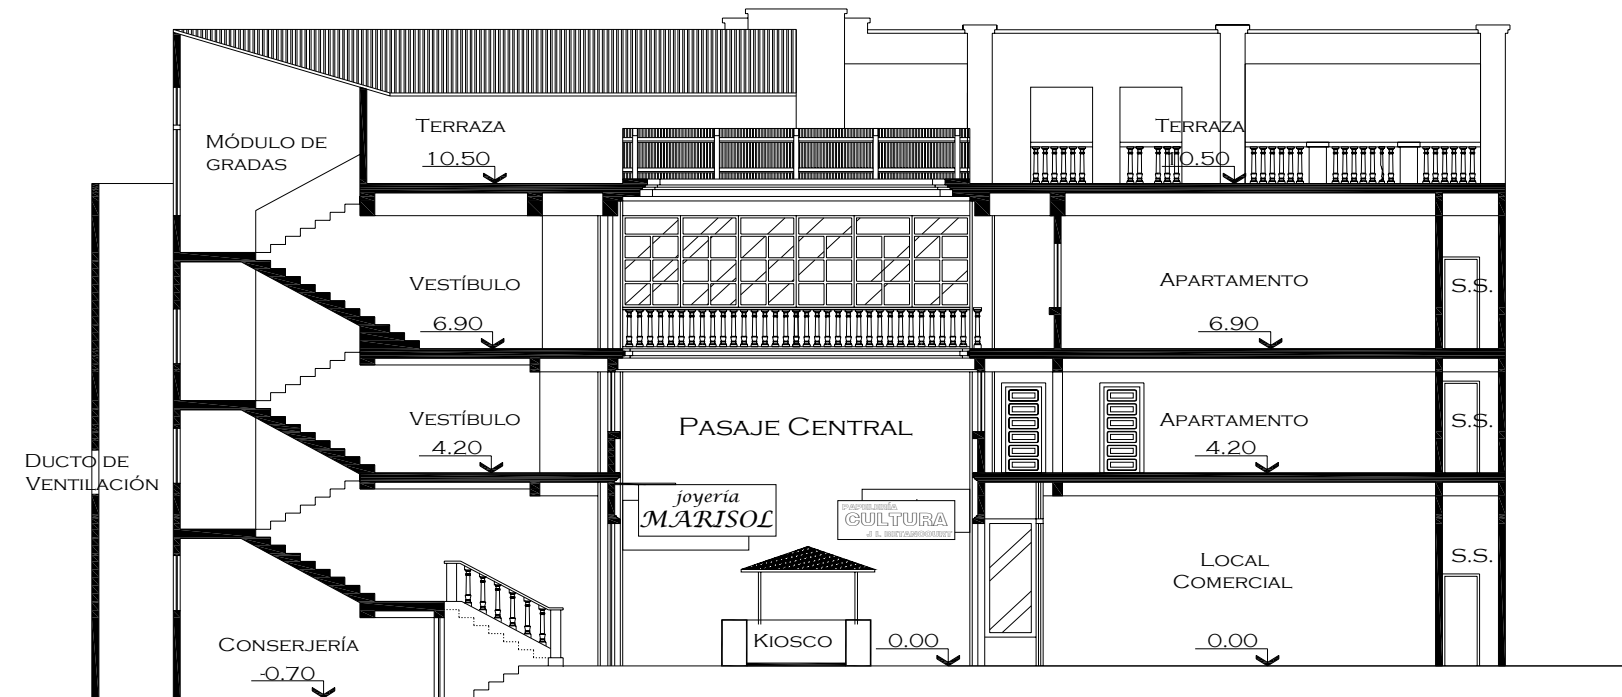 TERRAZA
10.50
MÓDULO DE
GRADAS
TERRAZA
10.50
VESTÍBULO
6.90
APARTAMENTO
6.90
S.S.
VESTÍBULO
4.20
PASAJE CENTRAL
APARTAMENTO
4.20
S.S.
DUCTO DE
VENTILACIÓN
joyería
MARISOL
PAPELERÍA
CULTURA
J L BETANCOURT
LOCAL
COMERCIAL
S.S.
CONSERJERÍA
-0.70
KIOSCO
0.00
0.00